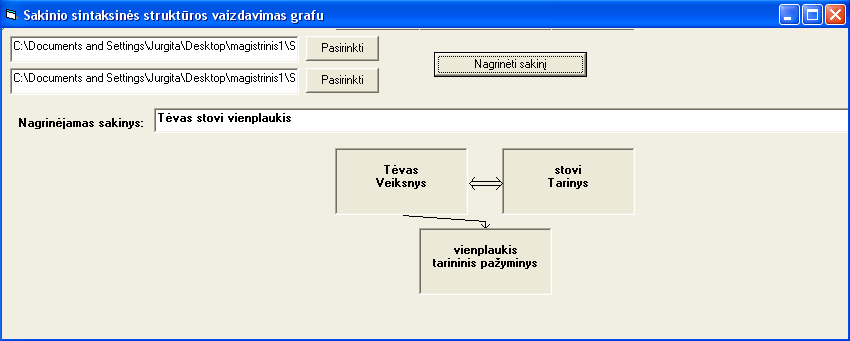 Sakinio sintaksinės struktūros vaizdavimas grafu
C:\Documents and Settings\Jurgita\Desktop\magistrinis1\S
Pasirinkti
Nagrinėti sakinį
C:\Documents and Settings\Jurgita\Desktop\magistrinis1\S
Pasirinkti
Nagrinėjamas sakinys:
Tėvas stovi vienplaukis
Tėvas
Veiksnys
stovi
Tarinys
vienplaukis
tarininis pažyminys